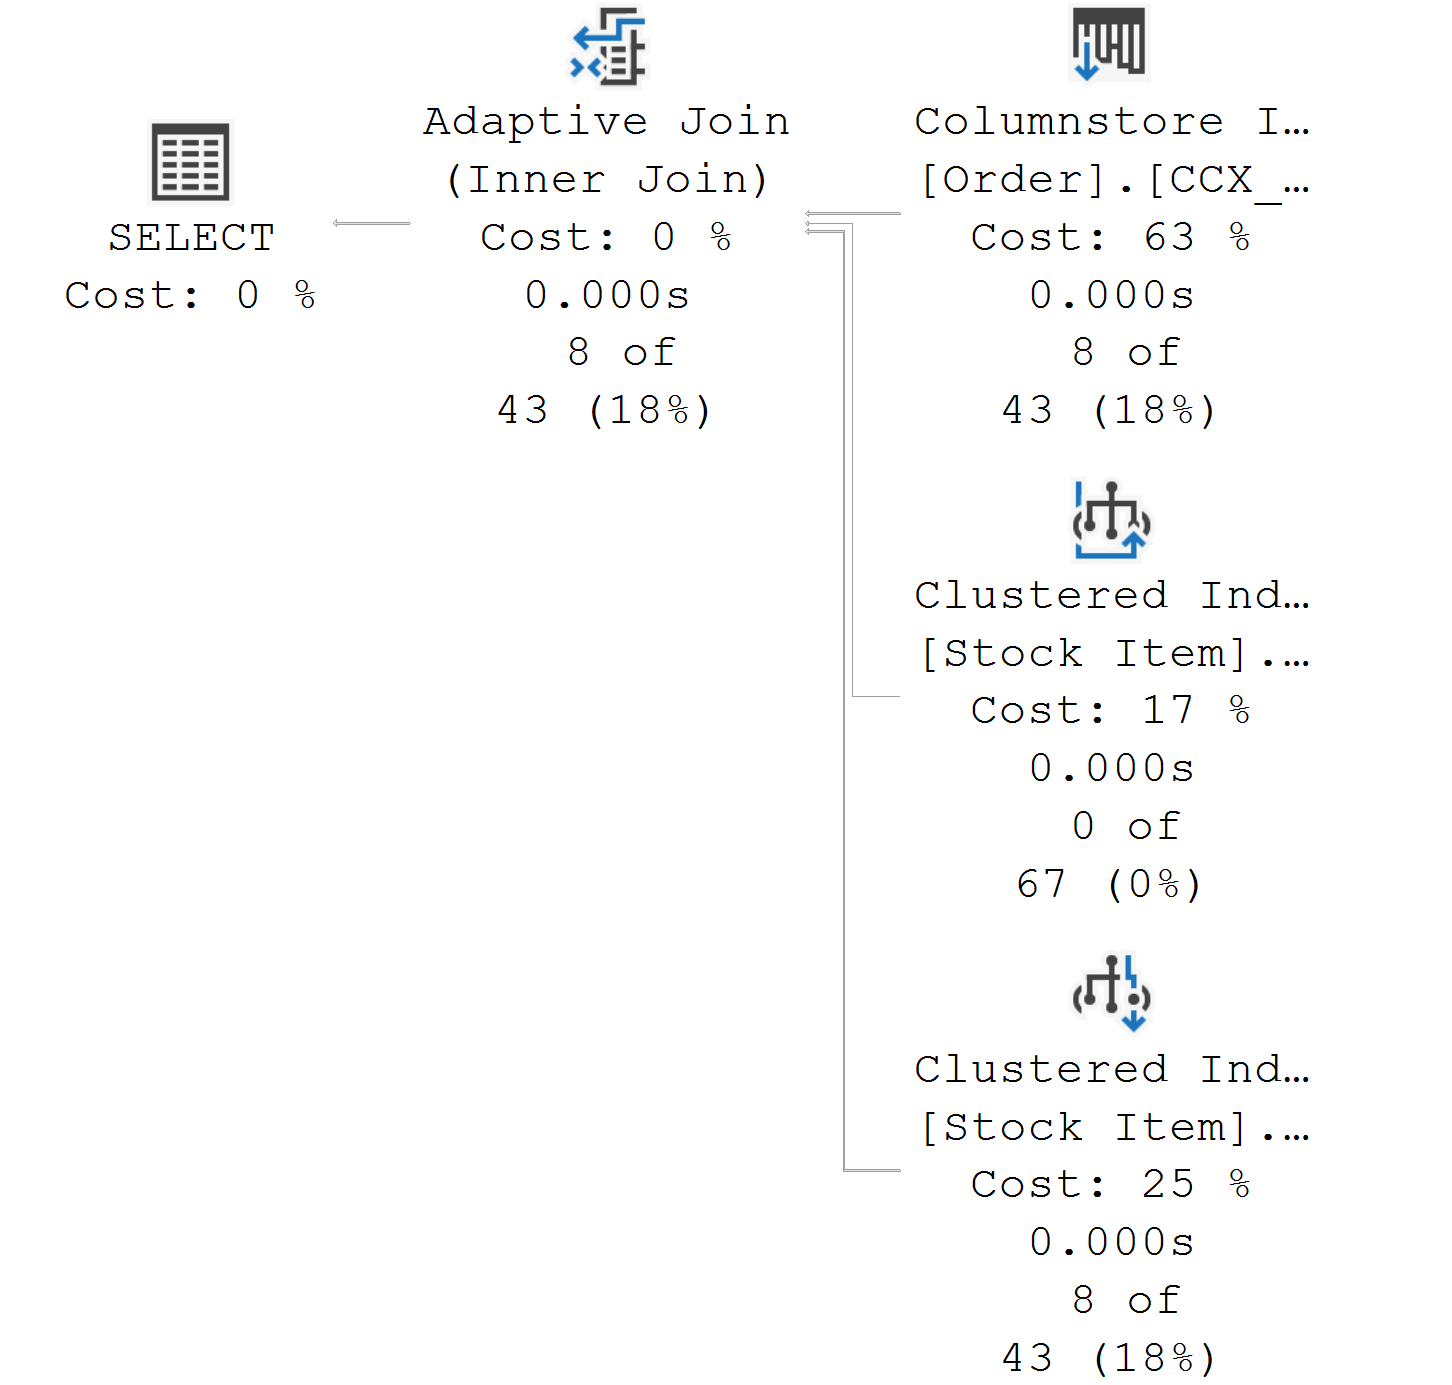 SELECT
Cost: 0 %
Adaptive Join
(Inner Join)
Cost: 0 %
0.000s
8 of
43 (18%)
Columnstore I…
[Order].[CCX_…
Cost: 63 %
0.000s
8 of
43 (18%)
Clustered Ind…
[Stock Item].…
Cost: 17 %
0.000s
0 of
67 (0%)
Clustered Ind…
[Stock Item].…
Cost: 25 %
0.000s
8 of
43 (18%)